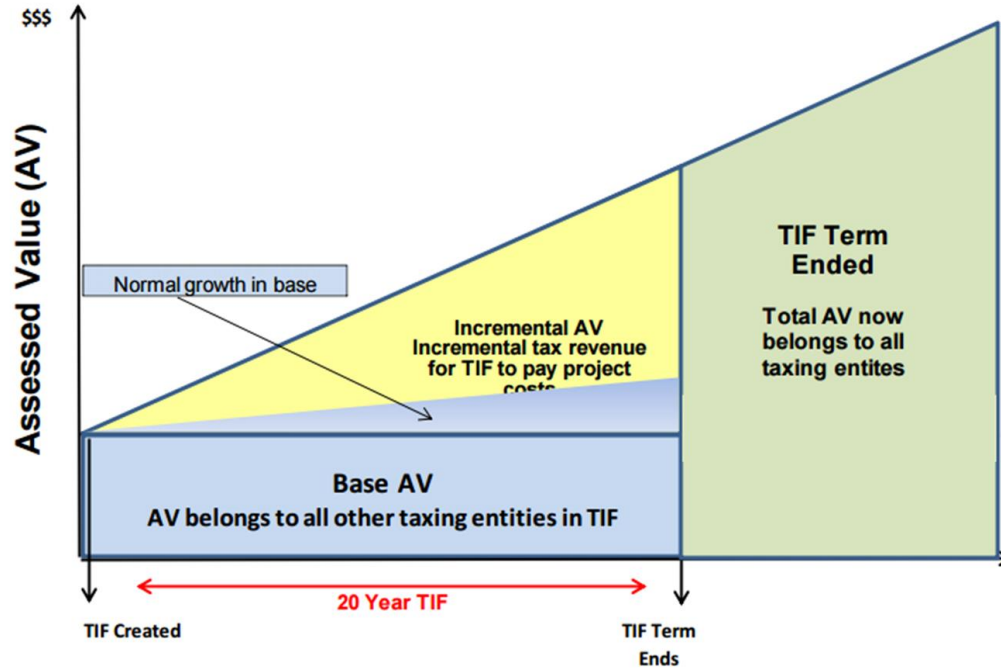 $$$
Assessed Value (AV)
Normal growth in base
Incremental AV
Incremental tax revenue
for TIF to pay project
costs
TIF Term
Ended
Total AV now
belongs to all
taxing entites
Base AV
AV belongs to all other taxing entities in TIF
20 Year TIF
TIF Created
TIF Term
Ends